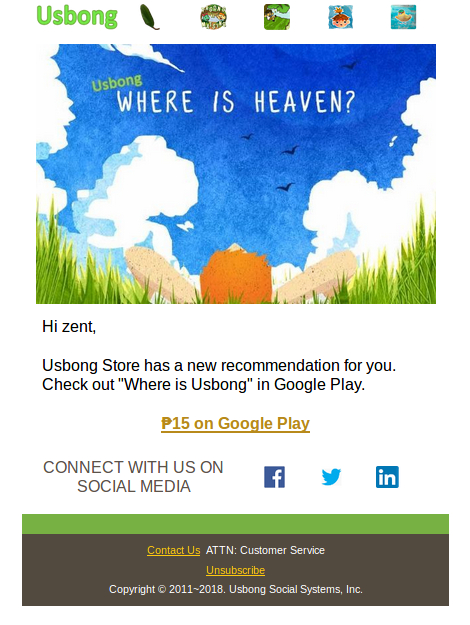 Usbong
Usbong
WHERE IS HEAVEN?
Hi zent,
Usbong Store has a new recommendation for you.
Check out "Where is Usbong" in Google Play.
₱15 on Google Play
CONNECT WITH US ON
SOCIAL MEDIA
Contact Us ATTN: Customer Service
Unsubscribe
Copyright © 2011~2018. Usbong Social Systems, Inc.